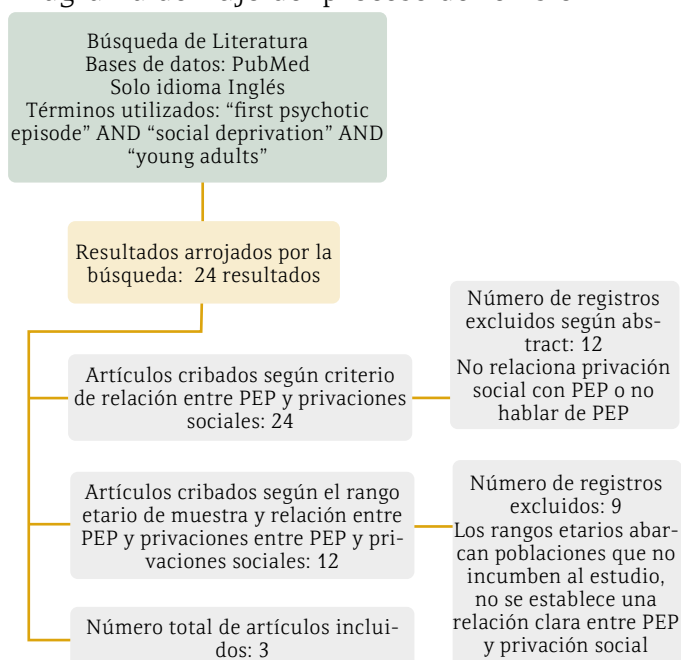 Búsqueda de Literatura
Bases de datos: PubMed
Solo idioma Inglés
Términos utilizados: “first psychotic
episode” AND “social deprivation” AND
“young adults”
Resultados arrojados por la
búsqueda: 24 resultados
Artículos cribados según criterio
de relación entre PEP y privaciones
sociales: 24
Número de registros
excluidos según abs-
tract: 12
No relaciona privación
social con PEP o no
hablar de PEP
Artículos cribados según el rango
etario de muestra y relación entre
PEP y privaciones entre PEP y pri-
vaciones sociales: 12
Número de registros
excluidos: 9
Los rangos etarios abar-
can poblaciones que no
incumben al estudio,
no se establece una
relación clara entre PEP
y privación social
Número total de artículos inclui-
dos: 3